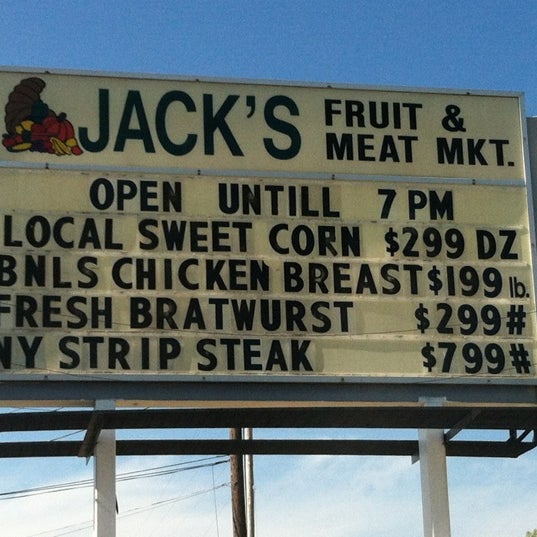 JACK'S FRUIT &
MEAT MKT.
OPEN UNTILL 7 PM
LOCAL SWEET CORN $299 DZ
BNLS CHICKEN BREAST $199 lb.
FRESH BRATWURST $299#
NY STRIP STEAK $799#